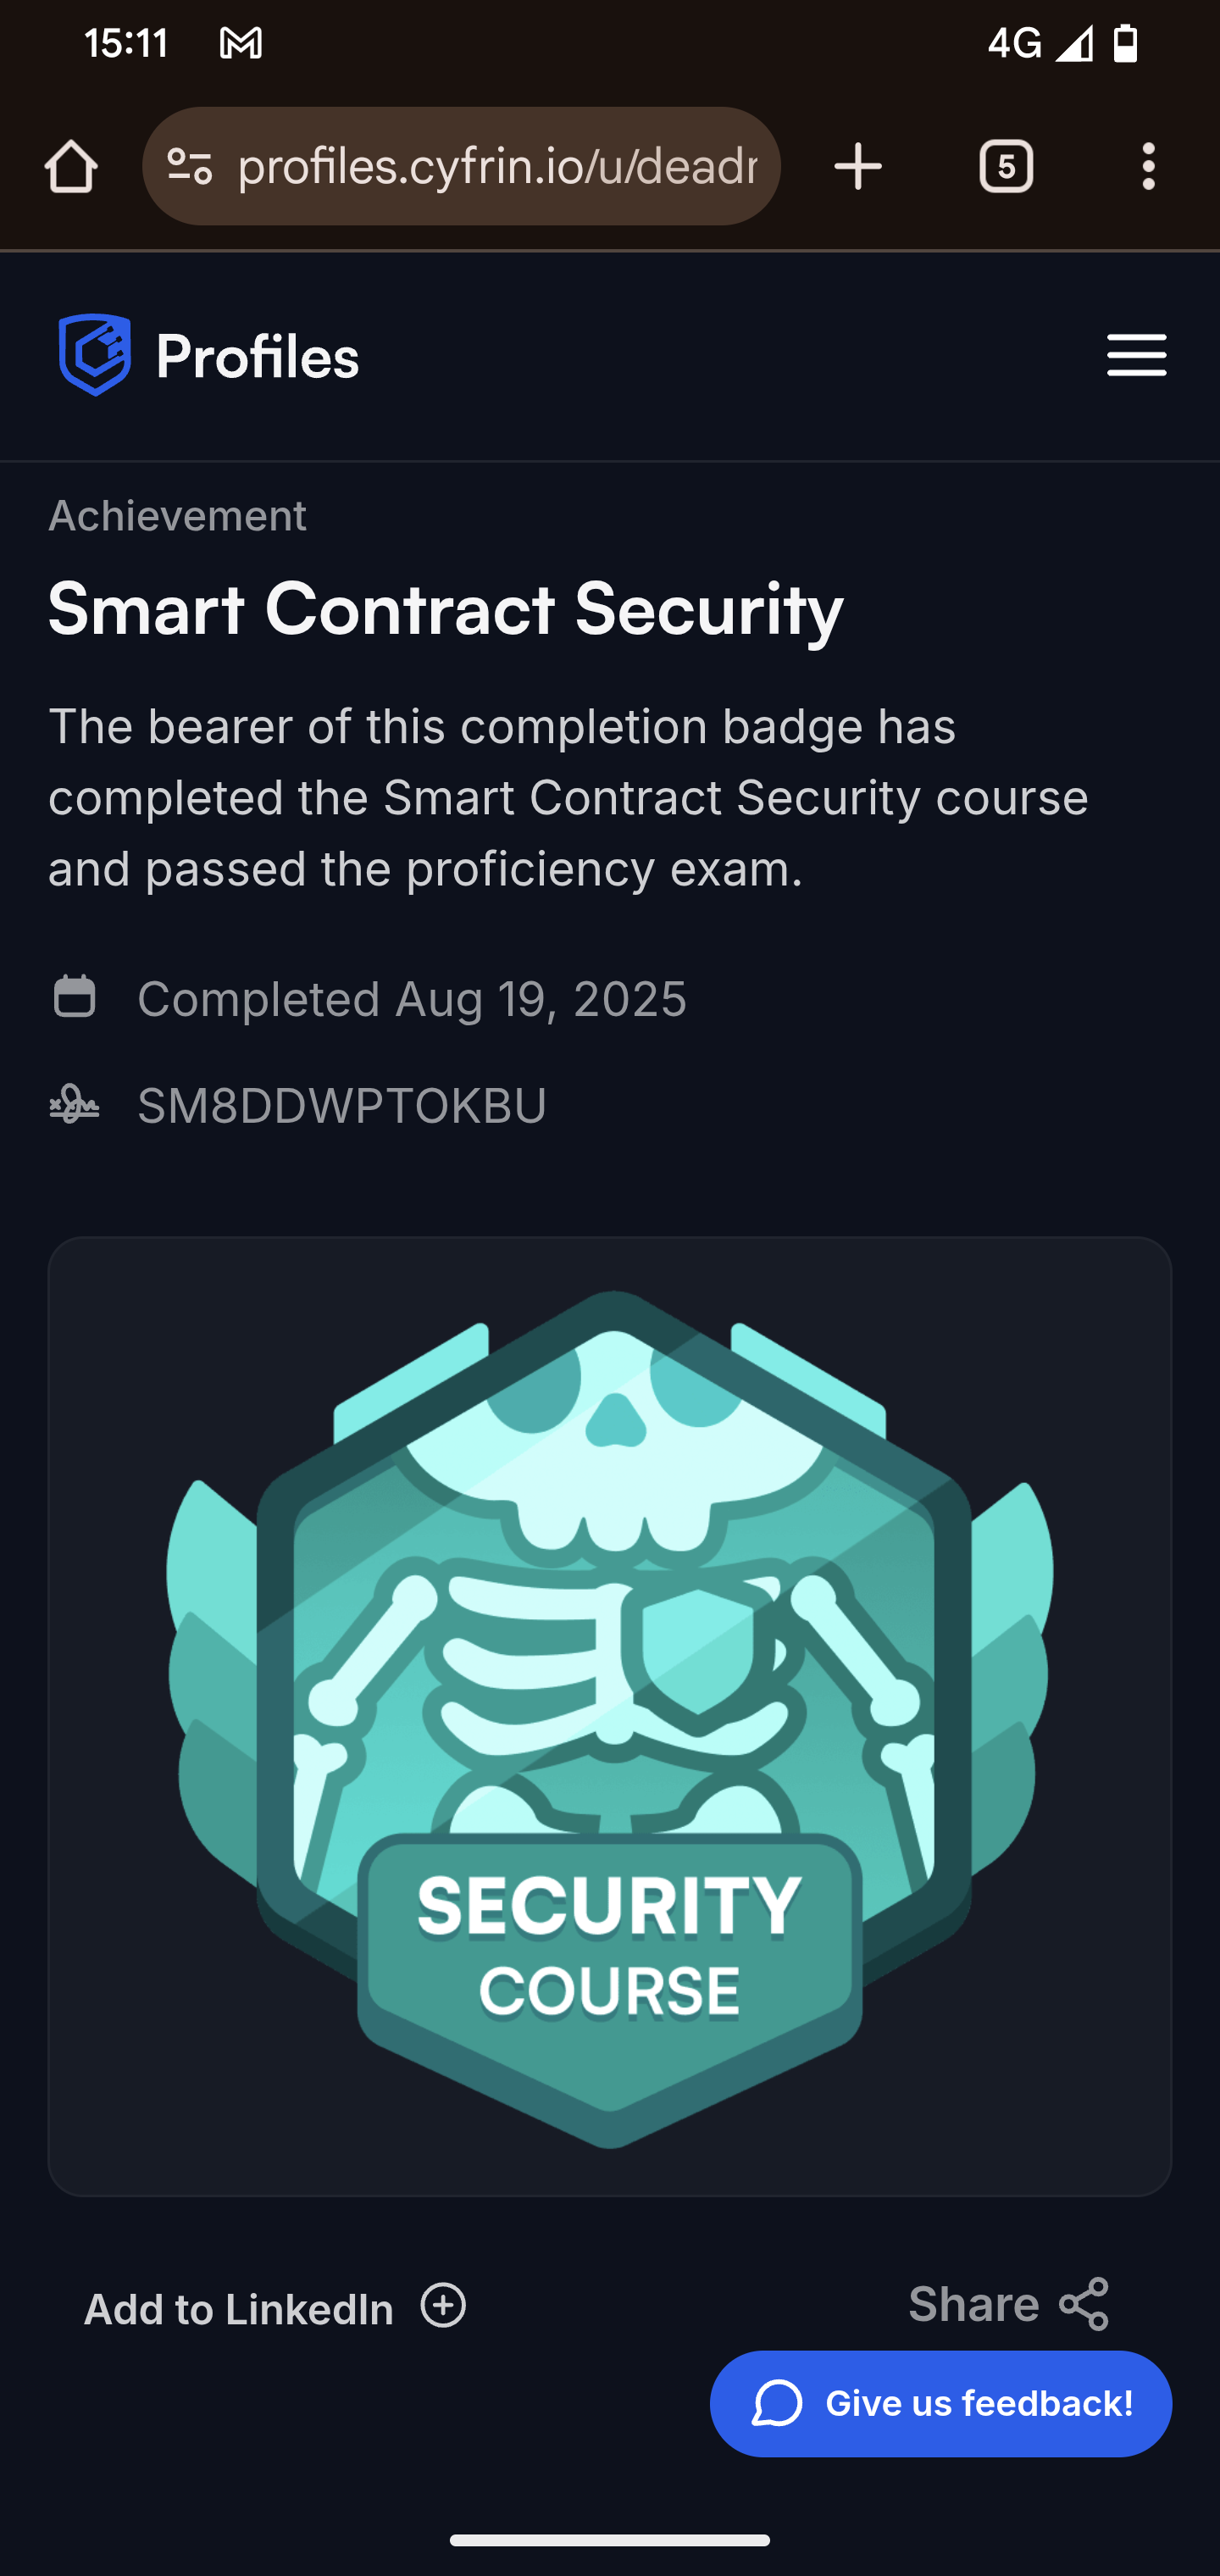 15:11
4G
profiles.cyfrin.io/u/deadr
5
Profiles
Achievement
Smart Contract Security
The bearer of this completion badge has
completed the Smart Contract Security course
and passed the proficiency exam.
Completed Aug 19, 2025
SM8DDWPTOKBU
SECURITY
COURSE
Add to LinkedIn
Share
Give us feedback!